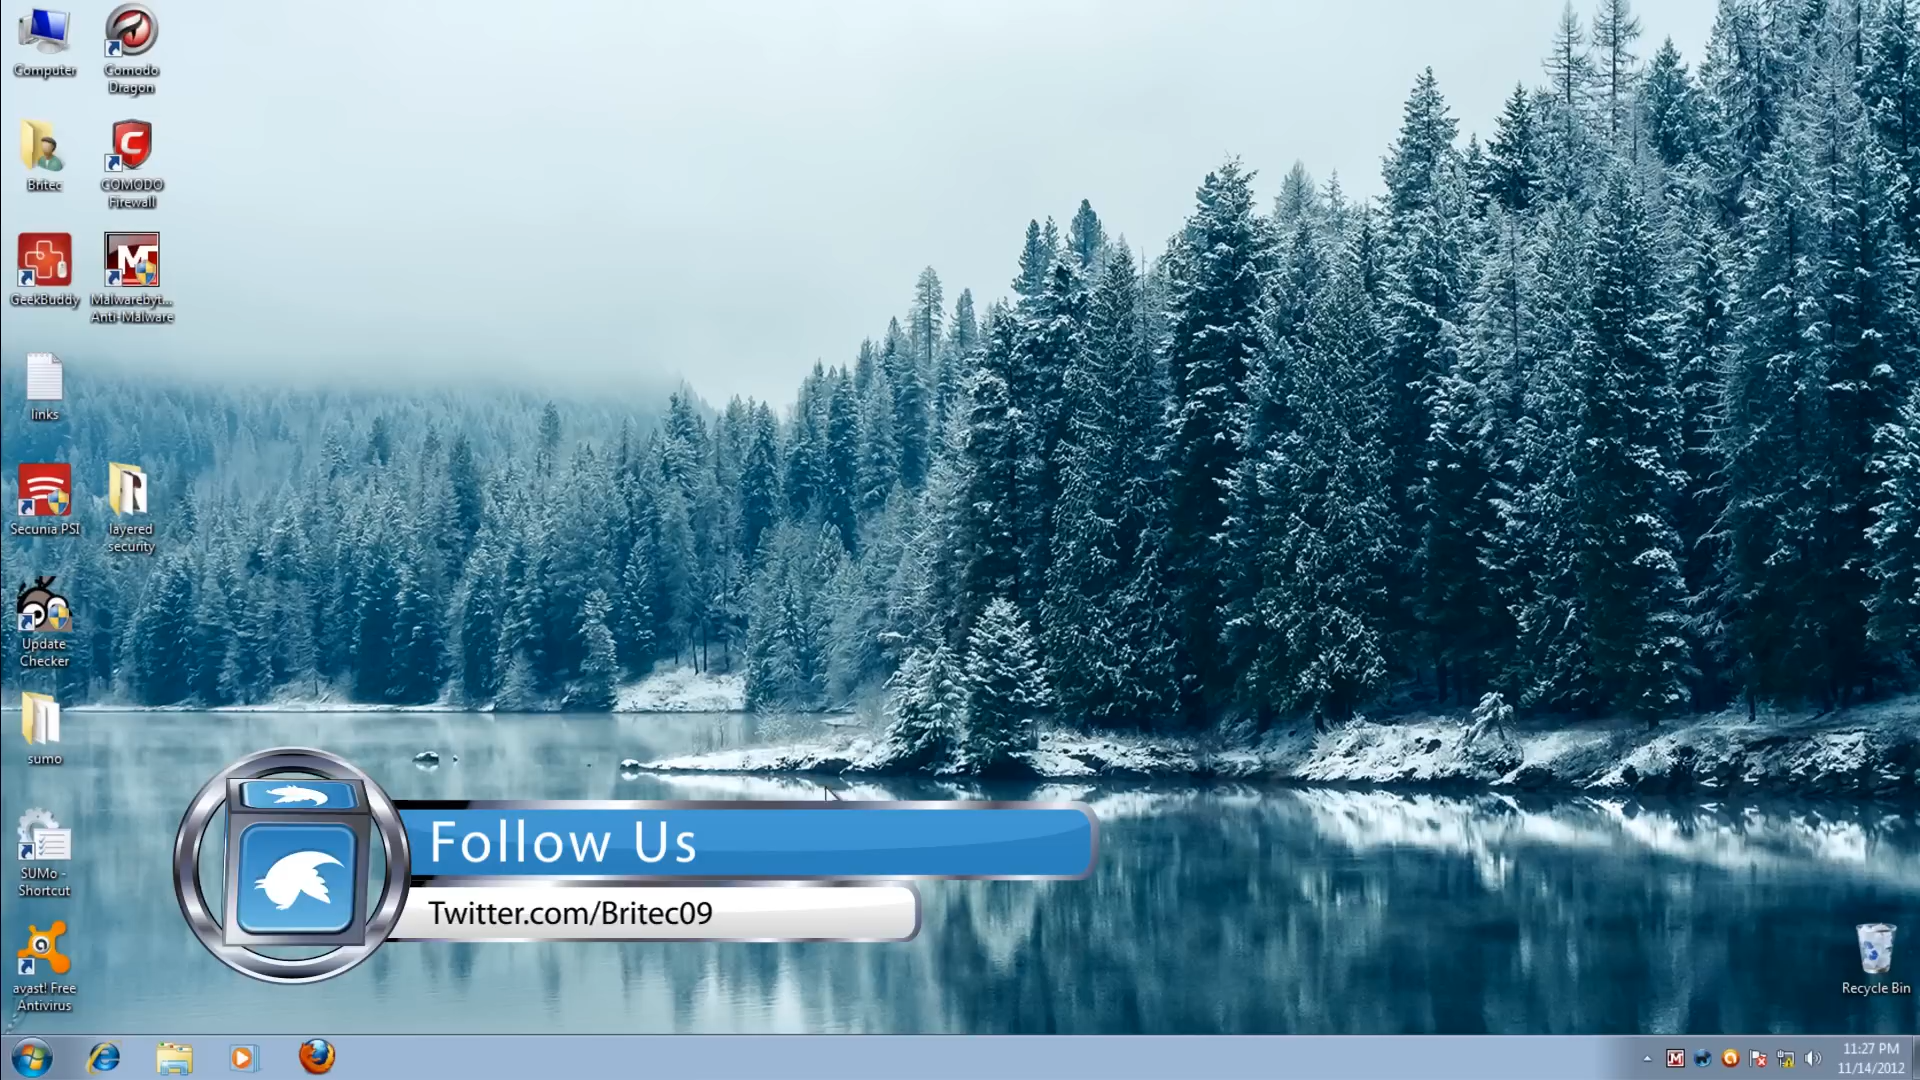 Computer
Comodo
Dragon
Britec
COMODO
Firewall
GeekBuddy
Malwarebyt...
Anti-Malware
links
Secunia PSI
layered
security
Update
Checker
sumo
SUMo -
Shortcut
avast! Free
Antivirus
Follow Us
Twitter.com/Britec09
Recycle Bin
11:27 PM
11/14/2012